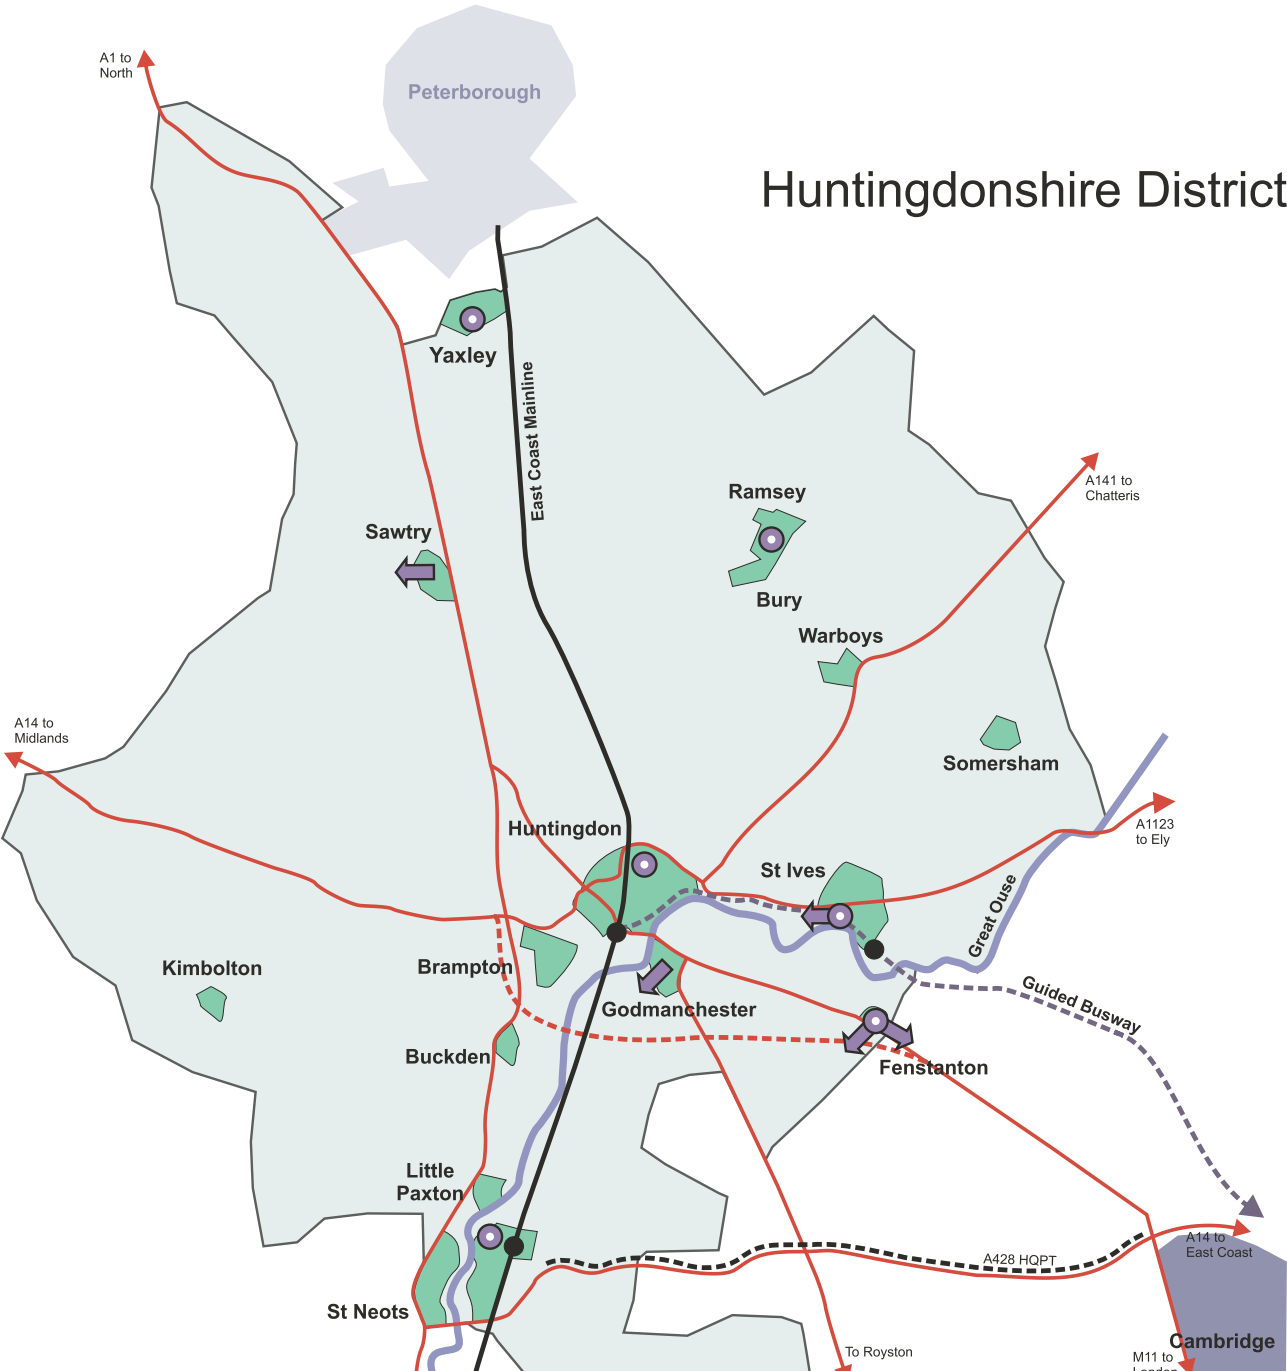 A1 to
North
Peterborough
Huntingdonshire District
Yaxley
East Coast Mainline
A141 to
Chatteris
Ramsey
Sawtry
Bury
Warboys
A14 to
Midlands
Somersham
Huntingdon
A1123
to Ely
St Ives
Great Ouse
Kimbolton
Brampton
Godmanchester
Guided Busway
Buckden
Fenstanton
Little
Paxton
A14 to
East Coast
A428 HQPT
St Neots
Cambridge
To Royston
M11 to
London